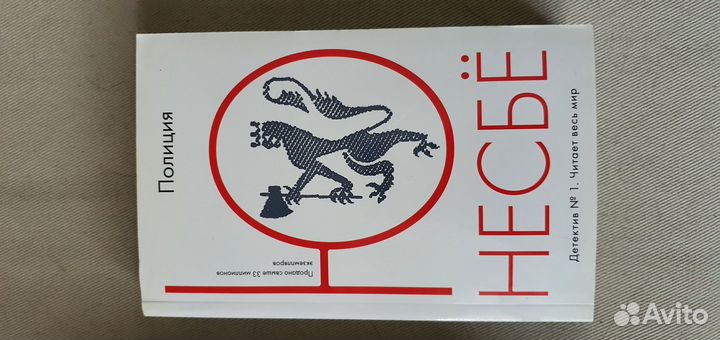 Полиция
Продано свыше 33 миллионов
экземпляров
Ю
НЕСБЁ
Детектив № 1. Читает весь мир
Avito